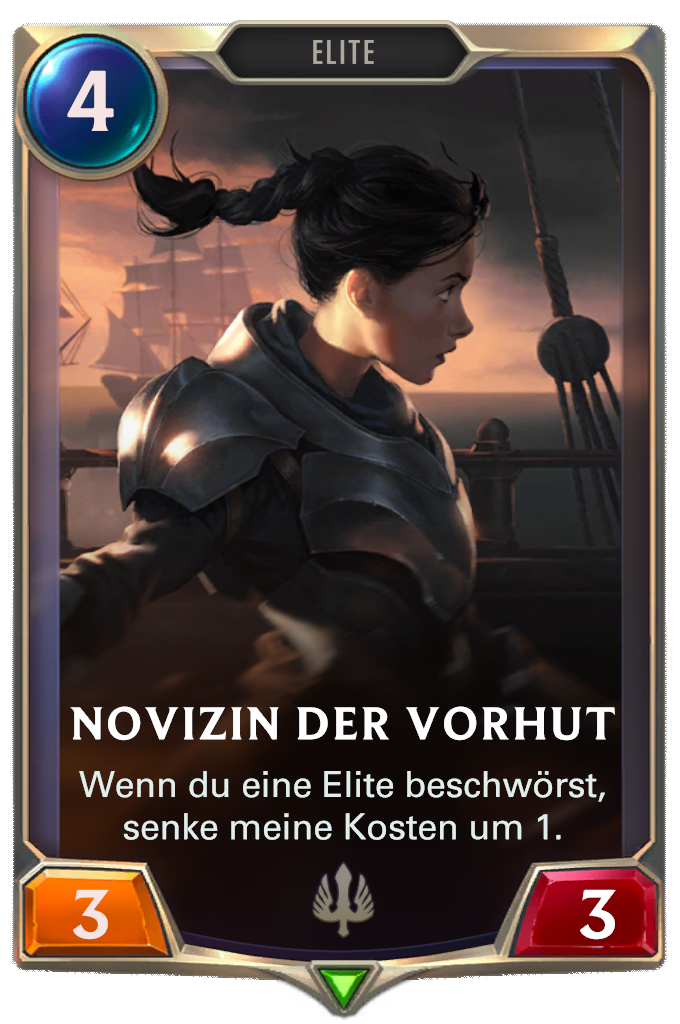 ELITE
4
NOVIZIN DER VORHUT
Wenn du eine Elite beschwörst,
senke meine Kosten um 1.
3
3